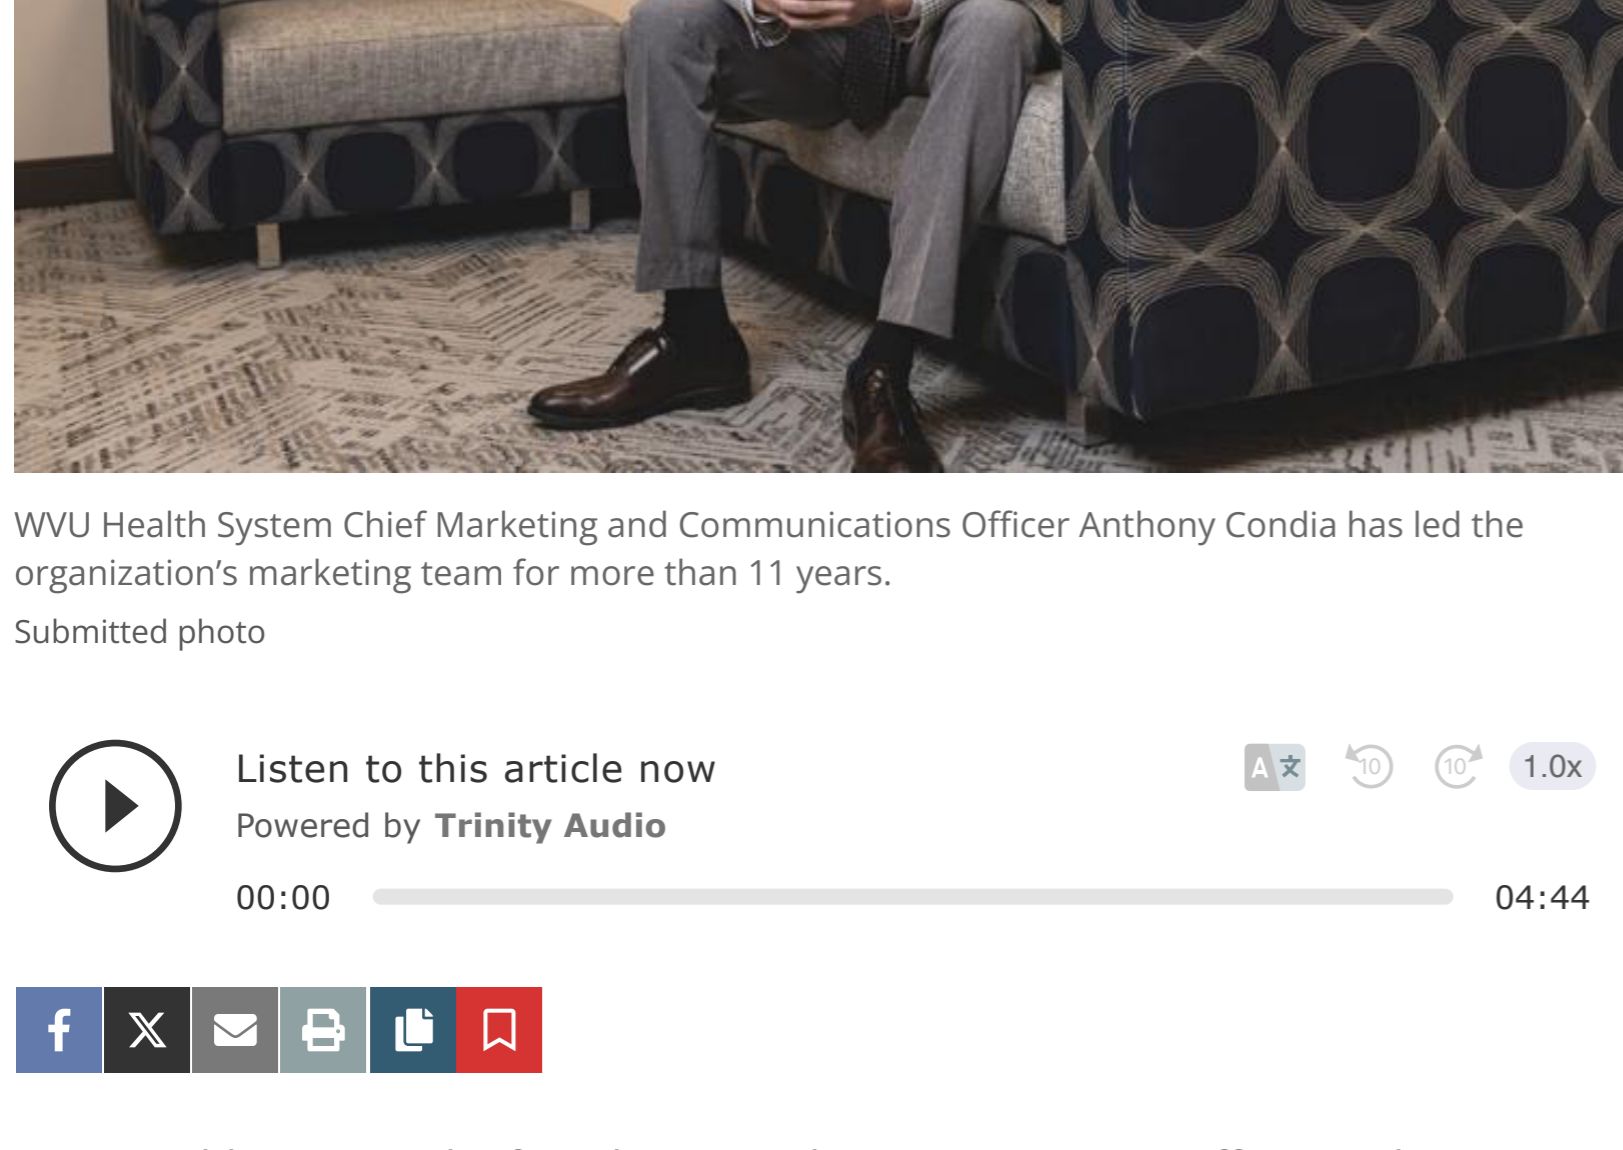 WVU Health System Chief Marketing and Communications Officer Anthony Condia has led the
organization’s marketing team for more than 11 years.
Submitted photo
Listen to this article now
A文
10
10
1.0x
Powered by Trinity Audio
00:00
04:44